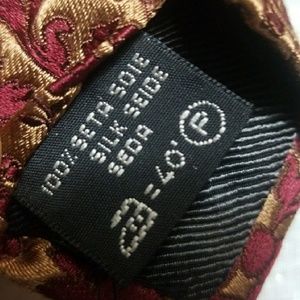 100% SETA SOIE
SILK SEIDE
SEDA
=40' P